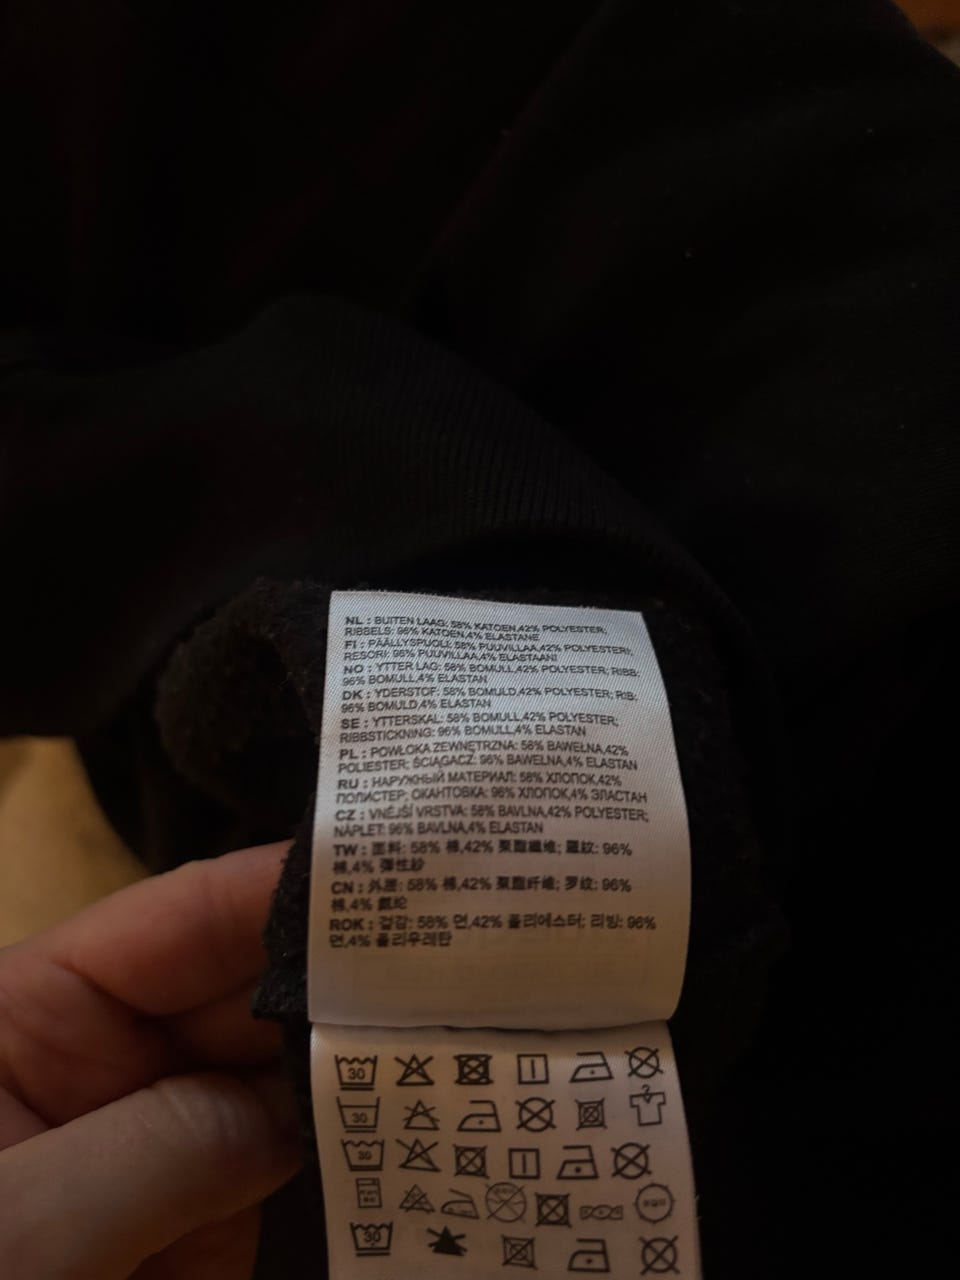 NL : BUITEN LAAG: 58% KATOEN,42% POLYESTER;
RIBBELS: 96% KATOEN,4% ELASTANE
FI : PÄÄLLYSPUOLI: 58% PUUVILLAA,42% POLYESTERI;
RESORI: 96% PUUVILLAA,4% ELASTAANI
NO : YTTER LAG: 58% BOMULL,42% POLYESTER; RIBB:
96% BOMULL,4% ELASTAN
DK : YDERSTOF: 58% BOMULD,42% POLYESTER; RIB:
96% BOMULD,4% ELASTAN
SE : YTTERSKAL: 58% BOMULL,42% POLYESTER;
RIBBSTICKNING: 96% BOMULL,4% ELASTAN
PL : POWŁOKA ZEWNĘTRZNA: 58% BAWEŁNA,42%
POLIESTER; ŚCIĄGACZ: 96% BAWEŁNA,4% ELASTAN
RU : НАРУЖНЫЙ МАТЕРИАЛ: 58% ХЛОПОК,42%
ПОЛИСТЕР; ОКАНТОВКА: 96% ХЛОПОК,4% ЭЛАСТАН
CZ : VNĚJŠÍ VRSTVA: 58% BAVLNA,42% POLYESTER;
NÁPLET: 96% BAVLNA,4% ELASTAN
TW : 面料: 58% 棉,42% 聚酯纖維; 羅紋: 96%
棉,4% 彈性紗
CN : 外层: 58% 棉,42% 聚酯纤维; 罗纹: 96%
棉,4% 氨纶
ROK : 겉감: 58% 면,42% 폴리에스터; 리빙: 96%
면,4% 폴리우레탄
30
30
30
30